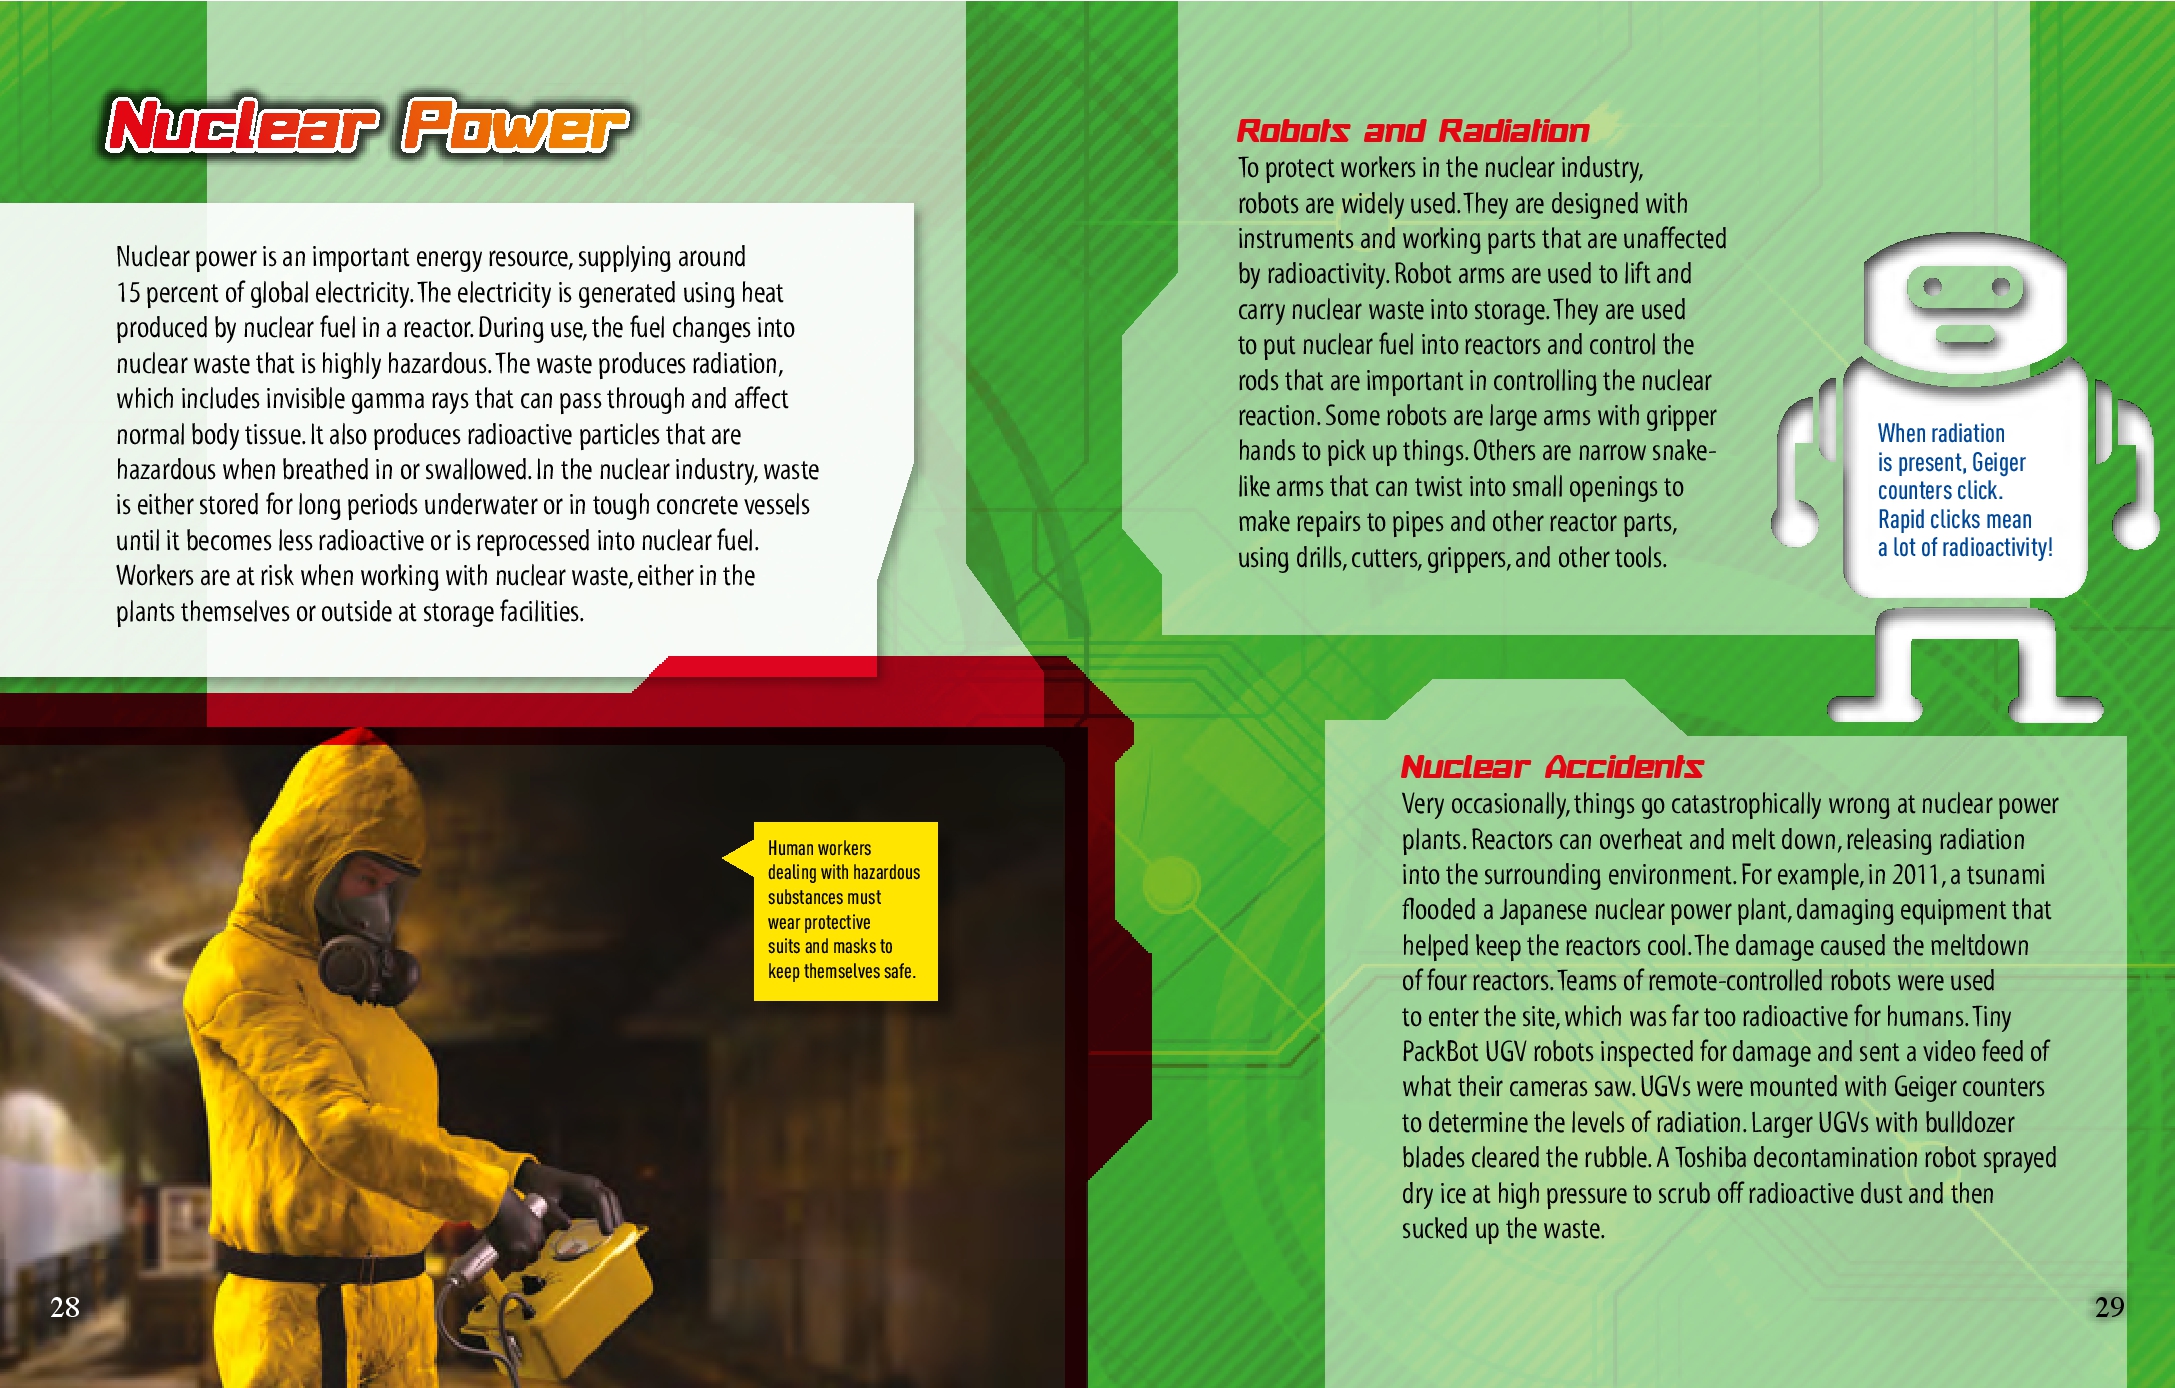 Nuclear Power
Nuclear power is an important energy resource, supplying around
15 percent of global electricity. The electricity is generated using heat
produced by nuclear fuel in a reactor. During use, the fuel changes into
nuclear waste that is highly hazardous. The waste produces radiation,
which includes invisible gamma rays that can pass through and affect
normal body tissue. It also produces radioactive particles that are
hazardous when breathed in or swallowed. In the nuclear industry, waste
is either stored for long periods underwater or in tough concrete vessels
until it becomes less radioactive or is reprocessed into nuclear fuel.
Workers are at risk when working with nuclear waste, either in the
plants themselves or outside at storage facilities.
Human workers
dealing with hazardous
substances must
wear protective
suits and masks to
keep themselves safe.
28
Robots and Radiation
To protect workers in the nuclear industry,
robots are widely used. They are designed with
instruments and working parts that are unaffected
by radioactivity. Robot arms are used to lift and
carry nuclear waste into storage. They are used
to put nuclear fuel into reactors and control the
rods that are important in controlling the nuclear
reaction. Some robots are large arms with gripper
hands to pick up things. Others are narrow snake-
like arms that can twist into small openings to
make repairs to pipes and other reactor parts,
using drills, cutters, grippers, and other tools.
When radiation
is present, Geiger
counters click.
Rapid clicks mean
a lot of radioactivity!
Nuclear Accidents
Very occasionally, things go catastrophically wrong at nuclear power
plants. Reactors can overheat and melt down, releasing radiation
into the surrounding environment. For example, in 2011, a tsunami
flooded a Japanese nuclear power plant, damaging equipment that
helped keep the reactors cool. The damage caused the meltdown
of four reactors. Teams of remote-controlled robots were used
to enter the site, which was far too radioactive for humans. Tiny
PackBot UGV robots inspected for damage and sent a video feed of
what their cameras saw. UGVs were mounted with Geiger counters
to determine the levels of radiation. Larger UGVs with bulldozer
blades cleared the rubble. A Toshiba decontamination robot sprayed
dry ice at high pressure to scrub off radioactive dust and then
sucked up the waste.
29